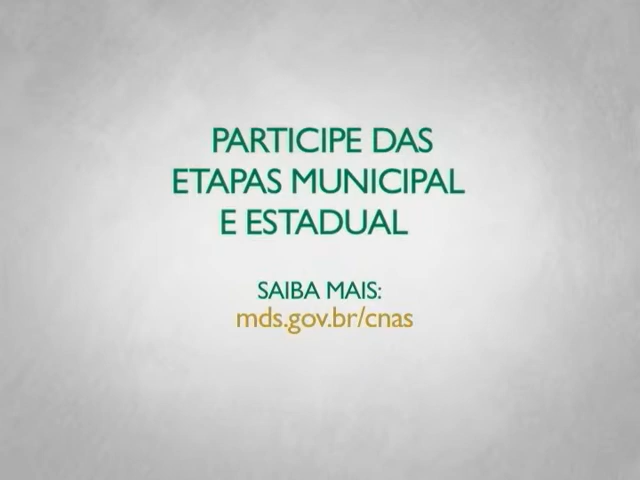 PARTICIPE DAS
ETAPAS MUNICIPAL
E ESTADUAL
SAIBA MAIS:
mds.gov.br/cnas